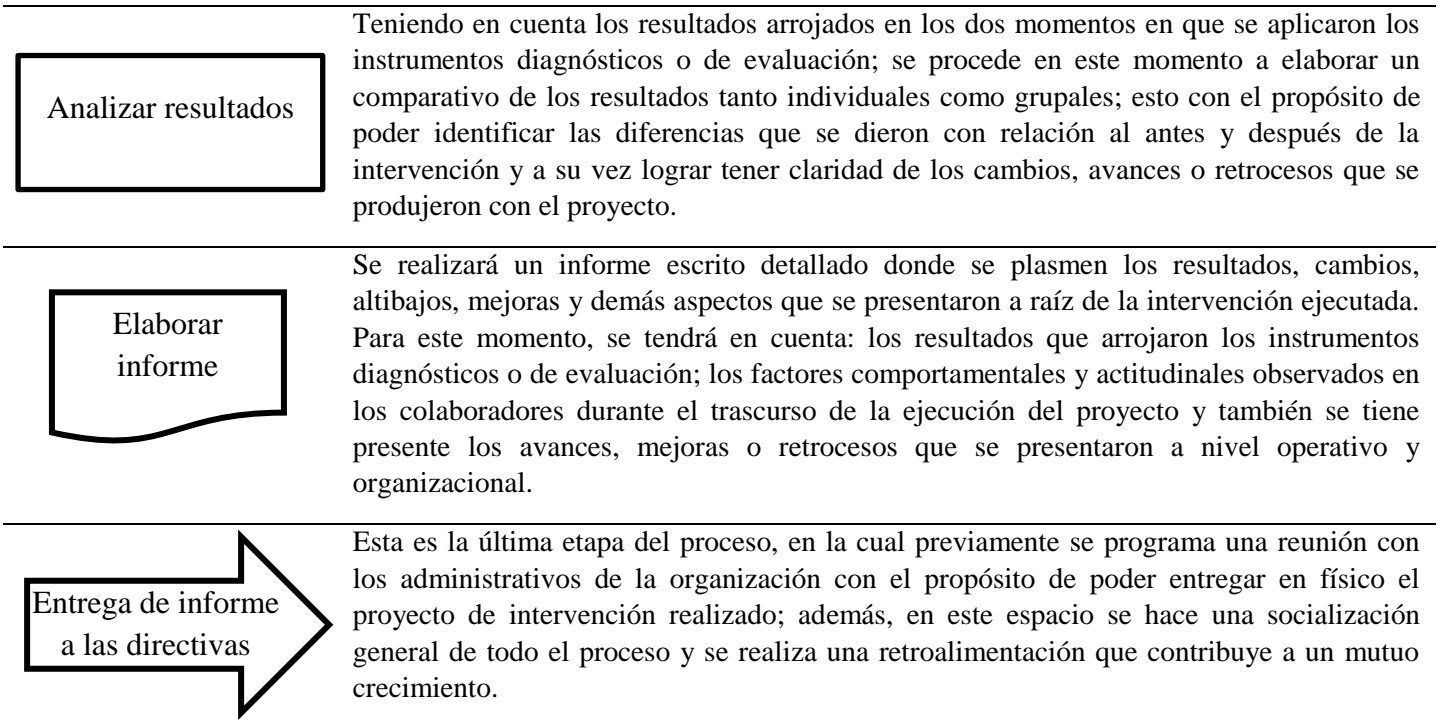 Analizar resultados
Teniendo en cuenta los resultados arrojados en los dos momentos en que se aplicaron los
instrumentos diagnósticos o de evaluación; se procede en este momento a elaborar un
comparativo de los resultados tanto individuales como grupales; esto con el propósito de
poder identificar las diferencias que se dieron con relación al antes y después de la
intervención y a su vez lograr tener claridad de los cambios, avances o retrocesos que se
produjeron con el proyecto.
Elaborar
informe
Se realizará un informe escrito detallado donde se plasmen los resultados, cambios,
altibajos, mejoras y demás aspectos que se presentaron a raíz de la intervención ejecutada.
Para este momento, se tendrá en cuenta: los resultados que arrojaron los instrumentos
diagnósticos o de evaluación; los factores comportamentales y actitudinales observados en
los colaboradores durante el trascurso de la ejecución del proyecto y también se tiene
presente los avances, mejoras o retrocesos que se presentaron a nivel operativo y
organizacional.
Entrega de informe
a las directivas
Esta es la última etapa del proceso, en la cual previamente se programa una reunión con
los administrativos de la organización con el propósito de poder entregar en físico el
proyecto de intervención realizado; además, en este espacio se hace una socialización
general de todo el proceso y se realiza una retroalimentación que contribuye a un mutuo
crecimiento.